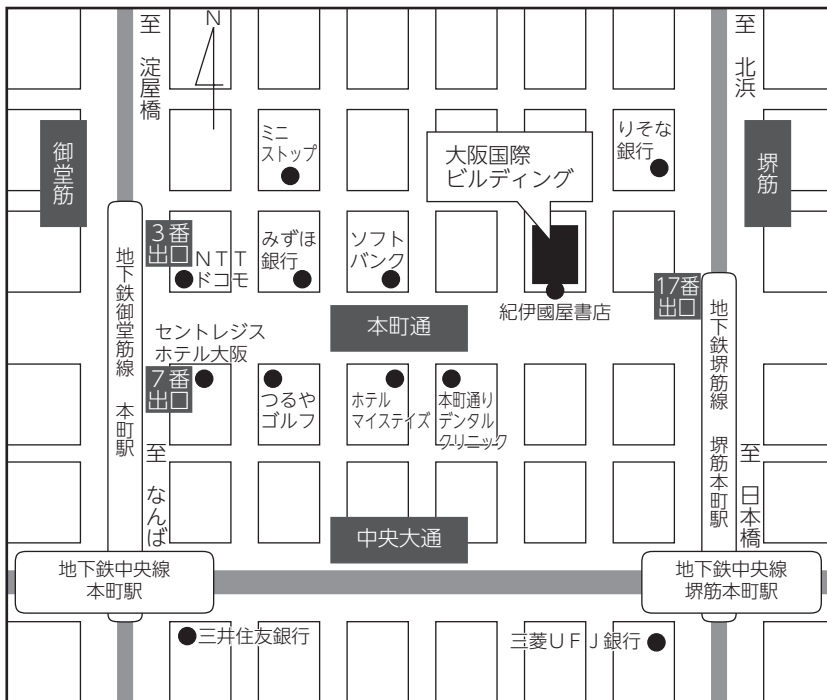 至 淀屋橋
N
至 北浜
御堂筋
ミニ
ストップ
大阪国際
ビルディング
りそな
銀行
堺筋
3番
出口
NTT
ドコモ
みずほ
銀行
ソフト
バンク
紀伊國屋書店
17番
出口
地下鉄御堂筋線 本町駅
本町通
地下鉄堺筋線 堺筋本町駅
セントレジス
ホテル大阪
7番
出口
つるや
ゴルフ
ホテル
マイステイズ
本町通り
デンタル
クリニック
至 なんば
至 日本橋
中央大通
地下鉄中央線
本町駅
地下鉄中央線
堺筋本町駅
三井住友銀行
三菱UFJ銀行